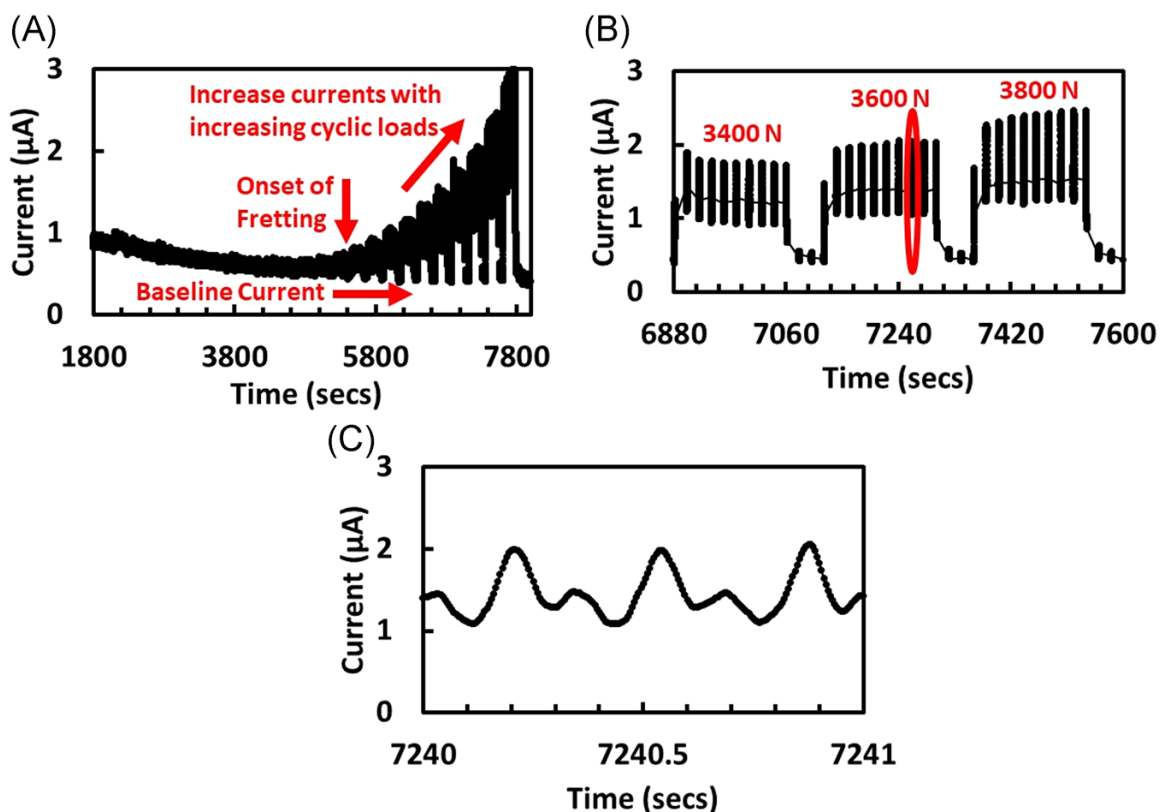 (A)
3
2
1
0
Current (µA)
Increase currents with
increasing cyclic loads
Onset of
Fretting
Baseline Current
1800 3800 5800 7800
Time (secs)
(B)
3
2
1
0
Current (µA)
3400 N
3600 N
3800 N
6880 7060 7240 7420 7600
Time (secs)
(C)
3
2
1
0
Current (µA)
7240 7240.5 7241
Time (secs)